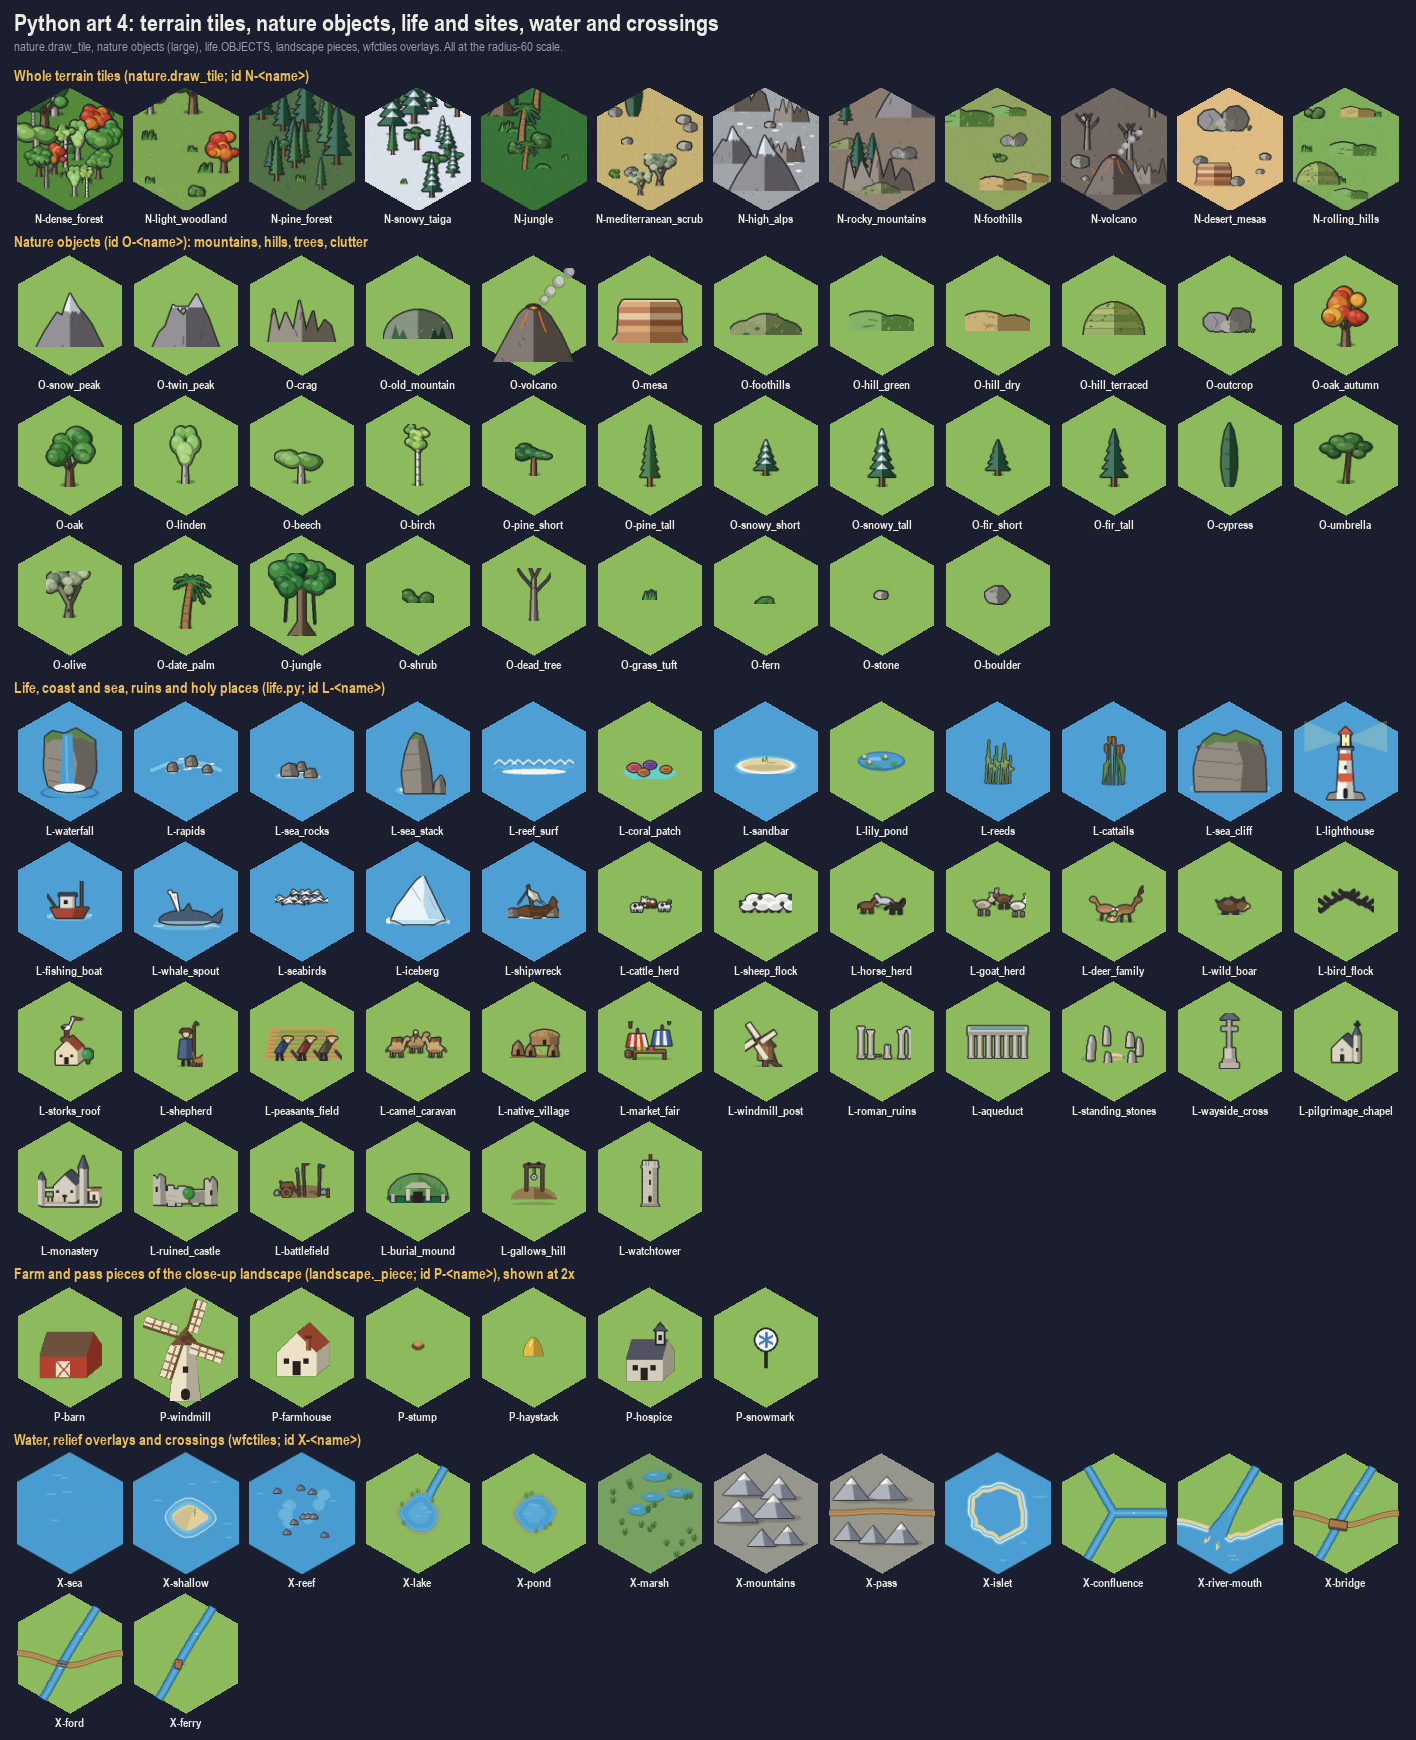 Python art 4: terrain tiles, nature objects, life and sites, water and crossings
nature.draw_tile, nature objects (large), life.OBJECTS, landscape pieces, wfctiles overlays. All at the radius-60 scale.
Whole terrain tiles (nature.draw_tile; id N-<name>)
N-dense_forest N-light_woodland N-pine_forest N-snowy_taiga N-jungle N-mediterranean_scrub N-high_alps N-rocky_mountains N-foothills N-volcano N-desert_mesas N-rolling_hills
Nature objects (id O-<name>): mountains, hills, trees, clutter
O-snow_peak O-twin_peak O-crag O-old_mountain O-volcano O-mesa O-foothills O-hill_green O-hill_dry O-hill_terraced O-outcrop O-oak_autumn
O-oak O-linden O-beech O-birch O-pine_short O-pine_tall O-snowy_short O-snowy_tall O-fir_short O-fir_tall O-cypress O-umbrella
O-olive O-date_palm O-jungle O-shrub O-dead_tree O-grass_tuft O-fern O-stone O-boulder
Life, coast and sea, ruins and holy places (life.py; id L-<name>)
L-waterfall L-rapids L-sea_rocks L-sea_stack L-reef_surf L-coral_patch L-sandbar L-lily_pond L-reeds L-cattails L-sea_cliff L-lighthouse
L-fishing_boat L-whale_spout L-seabirds L-iceberg L-shipwreck L-cattle_herd L-sheep_flock L-horse_herd L-goat_herd L-deer_family L-wild_boar L-bird_flock
L-storks_roof L-shepherd L-peasants_field L-camel_caravan L-native_village L-market_fair L-windmill_post L-roman_ruins L-aqueduct L-standing_stones L-wayside_cross L-pilgrimage_chapel
L-monastery L-ruined_castle L-battlefield L-burial_mound L-gallows_hill L-watchtower
Farm and pass pieces of the close-up landscape (landscape._piece; id P-<name>), shown at 2x
P-barn P-windmill P-farmhouse P-stump P-haystack P-hospice P-snowmark
Water, relief overlays and crossings (wfctiles; id X-<name>)
X-sea X-shallow X-reef X-lake X-pond X-marsh X-mountains X-pass X-islet X-confluence X-river-mouth X-bridge
X-ford X-ferry